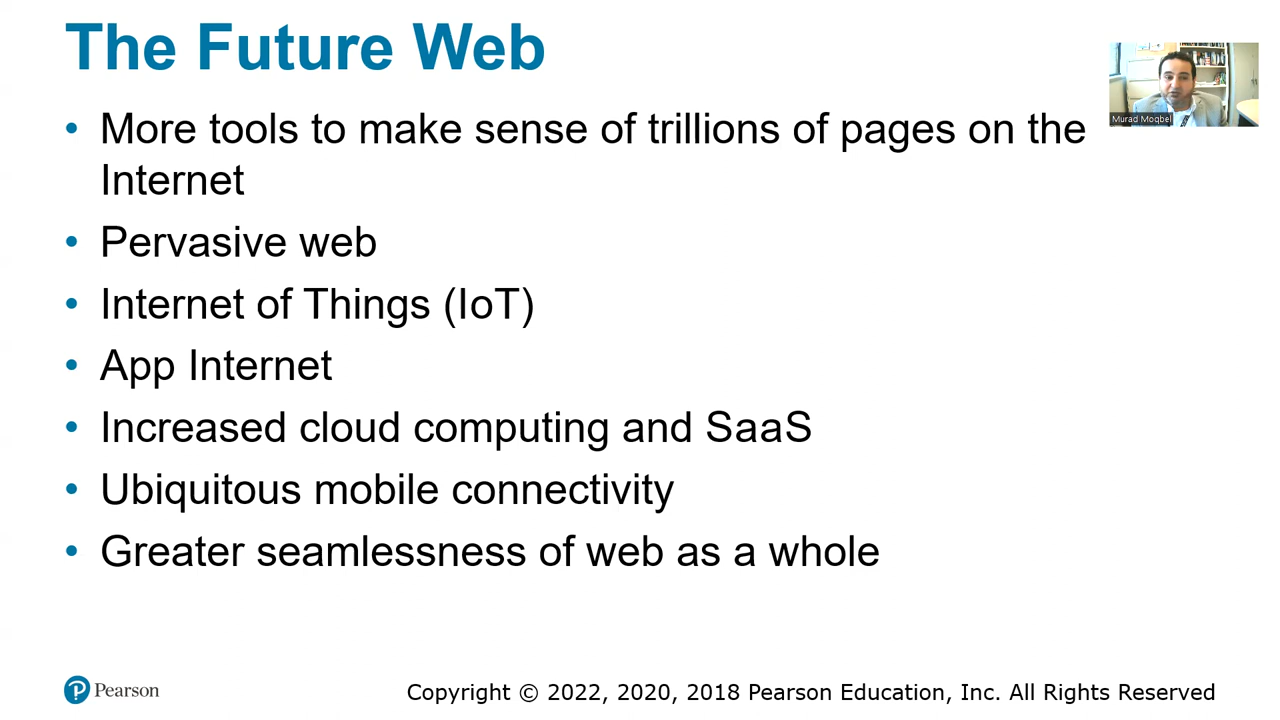 The Future Web
• More tools to make sense of trillions of pages on the
Internet
• Pervasive web
• Internet of Things (IoT)
• App Internet
• Increased cloud computing and SaaS
• Ubiquitous mobile connectivity
• Greater seamlessness of web as a whole
Murad Moqbel
Pearson
Copyright © 2022, 2020, 2018 Pearson Education, Inc. All Rights Reserved